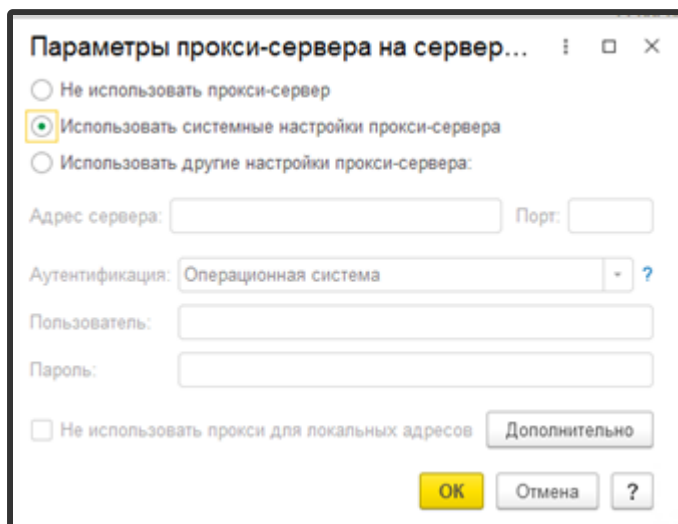 Параметры прокси-сервера на сервер...
Не использовать прокси-сервер
Использовать системные настройки прокси-сервера
Использовать другие настройки прокси-сервера:
Адрес сервера: Порт:
Аутентификация: Операционная система ?
Пользователь:
Пароль:
Не использовать прокси для локальных адресов Дополнительно
ОК Отмена ?